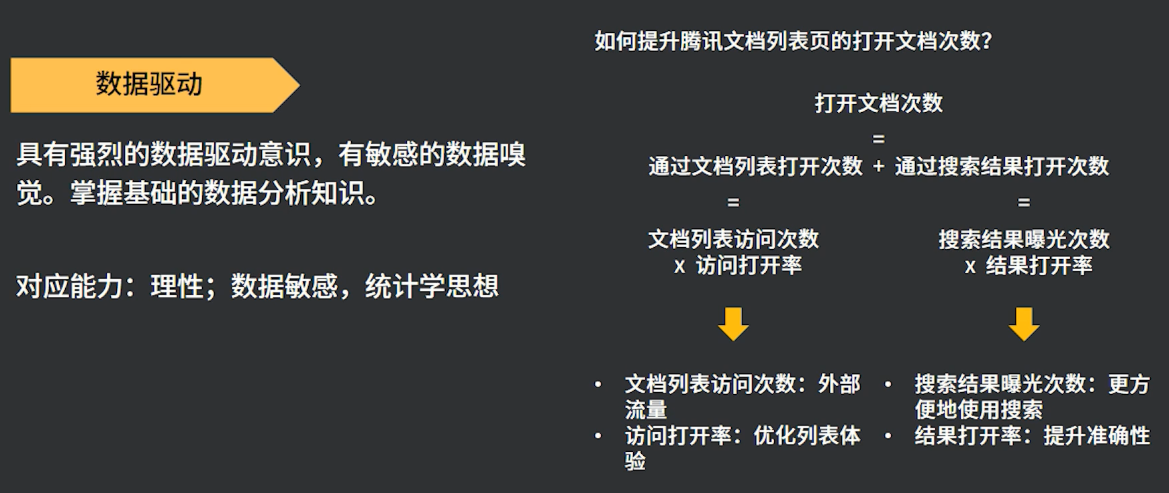 数据驱动
具有强烈的数据驱动意识，有敏感的数据嗅
觉。掌握基础的数据分析知识。
对应能力：理性；数据敏感，统计学思想
如何提升腾讯文档列表页的打开文档次数？
打开文档次数
=
通过文档列表打开次数 + 通过搜索结果打开次数
= =
文档列表访问次数
x 访问打开率
搜索结果曝光次数
x 结果打开率
• 文档列表访问次数：外部
流量
• 访问打开率：优化列表体
验
• 搜索结果曝光次数：更方
便地使用搜索
• 结果打开率：提升准确性